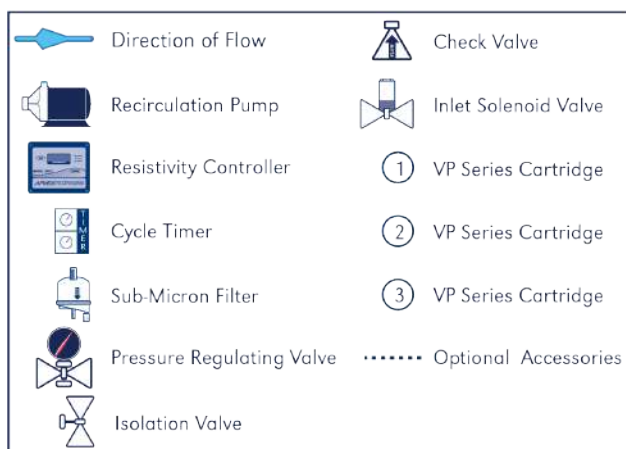 Direction of Flow
Recirculation Pump
Resistivity Controller
TIMER
Cycle Timer
Sub-Micron Filter
Pressure Regulating Valve
Isolation Valve
Check Valve
Inlet Solenoid Valve
1 VP Series Cartridge
2 VP Series Cartridge
3 VP Series Cartridge
Optional Accessories